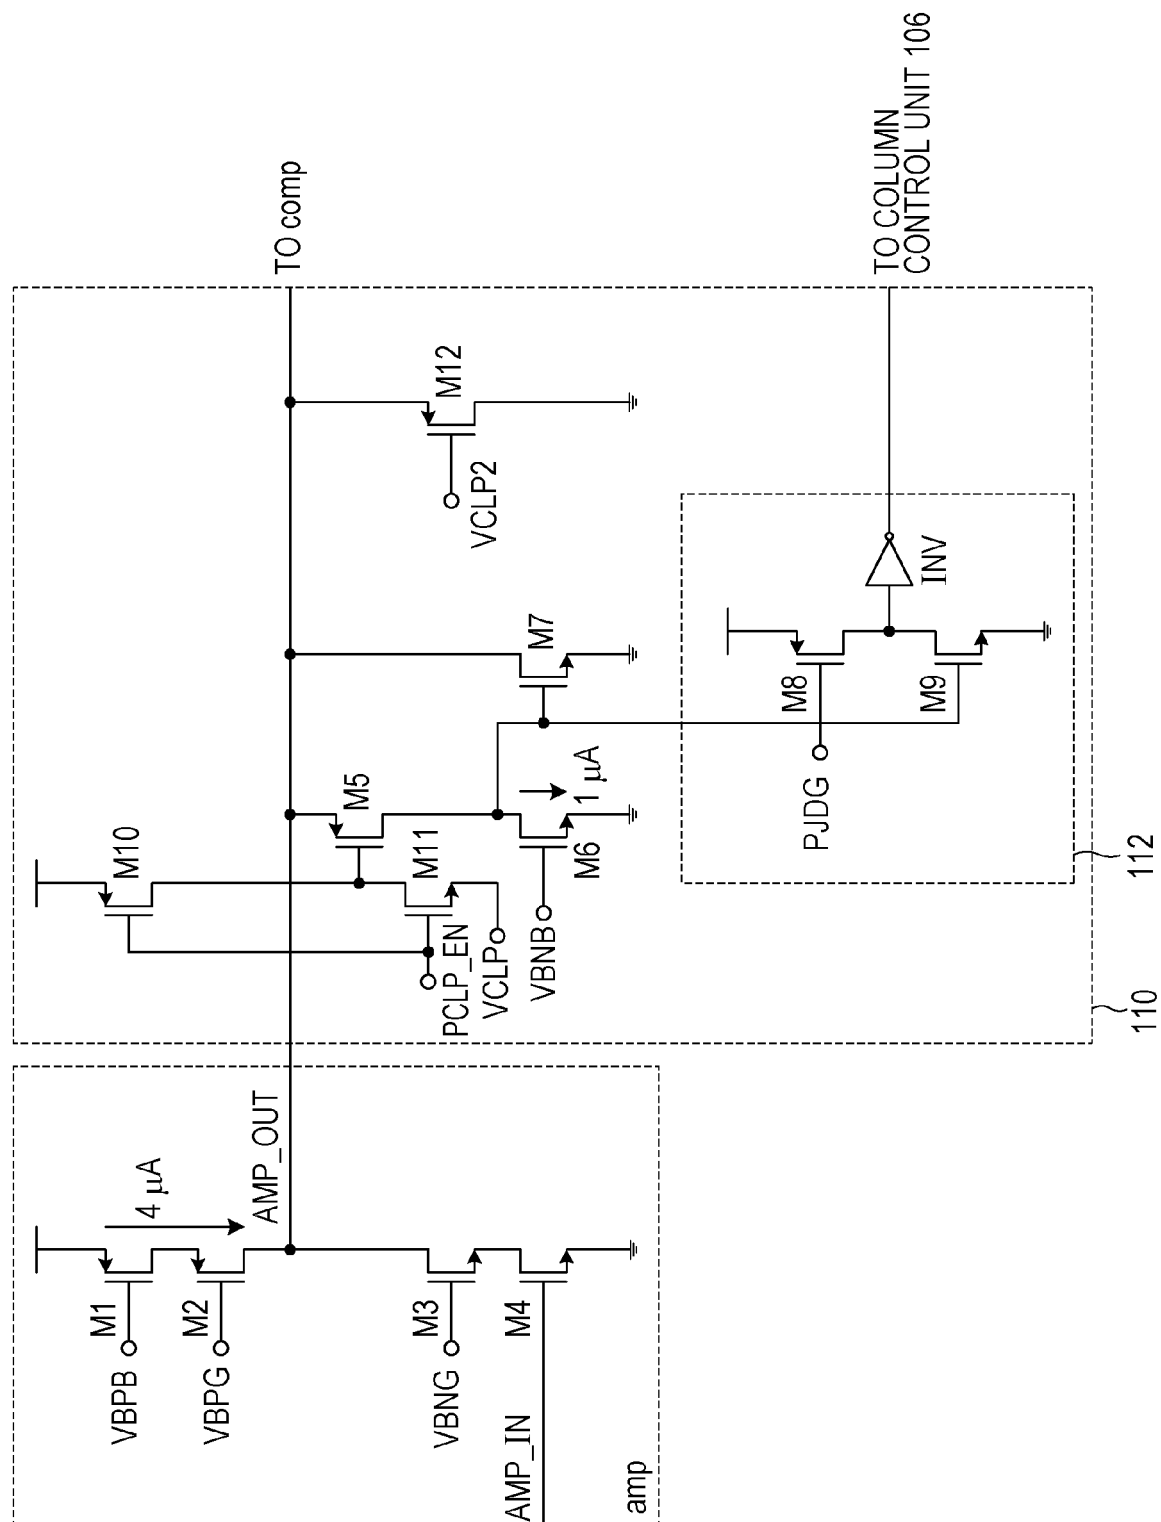 TO comp
TO COLUMN
CONTROL UNIT 106
M12
VCLP2
M7
INV
M8
M9
PJDG
M5
1 μA
M10
M11
M6
PCLP_EN
VCLP
VBNB
112
110
AMP_OUT
4 μA
M1
M2
M3
M4
VBPB
VBPG
VBNG
AMP_IN
amp